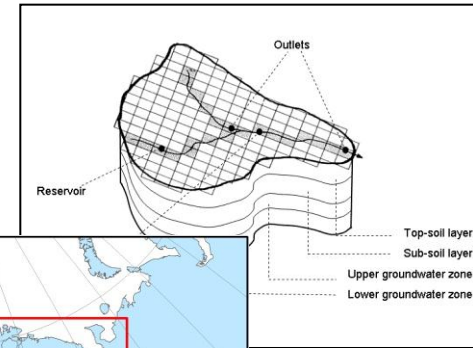 Outlets
Reservoir
Top-soil layer
Sub-soil layer
Upper groundwater zone
Lower groundwater zone